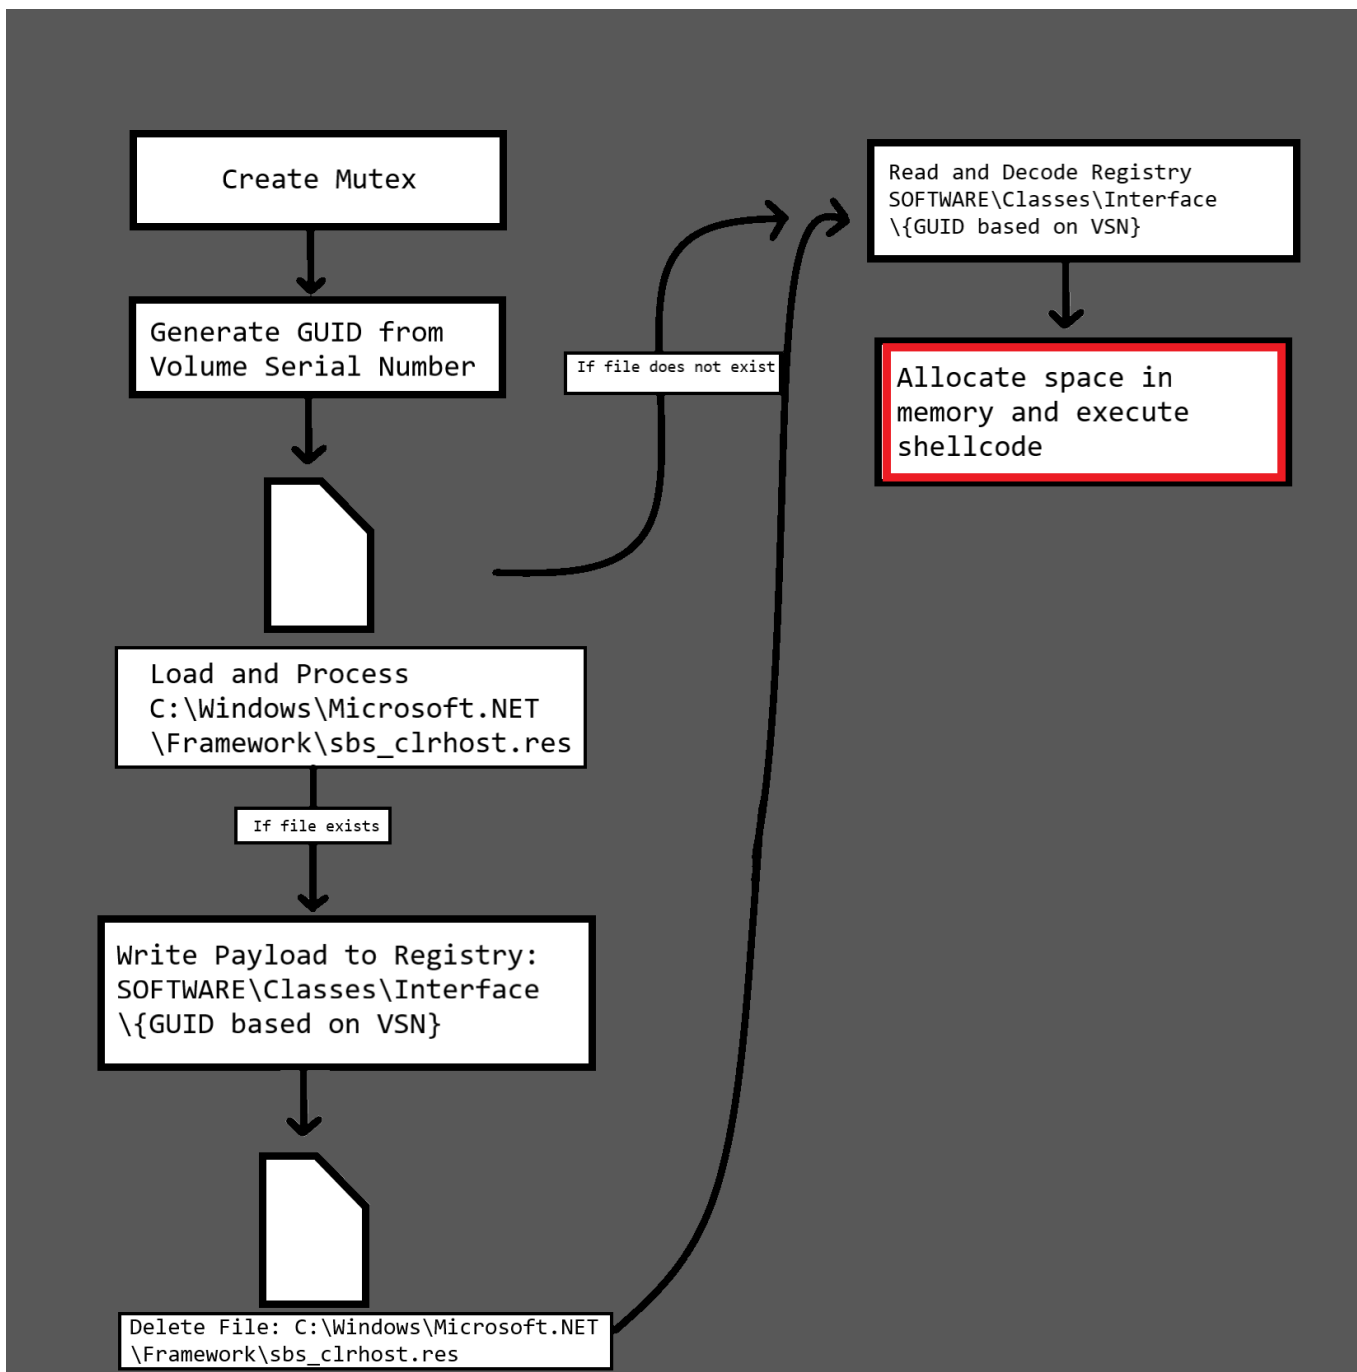 Create Mutex
Generate GUID from
Volume Serial Number
Load and Process
C:\Windows\Microsoft.NET
\Framework\sbs_clrhost.res
If file exists
Write Payload to Registry:
SOFTWARE\Classes\Interface
\{GUID based on VSN}
Delete File: C:\Windows\Microsoft.NET
\Framework\sbs_clrhost.res
If file does not exist
Read and Decode Registry
SOFTWARE\Classes\Interface
\{GUID based on VSN}
Allocate space in
memory and execute
shellcode